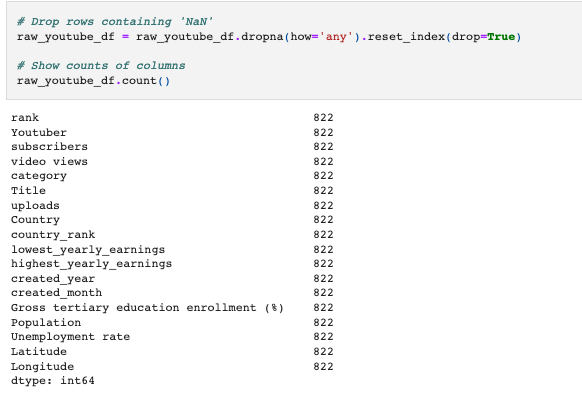 # Drop rows containing 'NaN'
raw_youtube_df = raw_youtube_df.dropna(how='any').reset_index(drop=True)
# Show counts of columns
raw_youtube_df.count()
rank 822
Youtuber 822
subscribers 822
video views 822
category 822
Title 822
uploads 822
Country 822
country_rank 822
lowest_yearly_earnings 822
highest_yearly_earnings 822
created_year 822
created_month 822
Gross tertiary education enrollment (%) 822
Population 822
Unemployment rate 822
Latitude 822
Longitude 822
dtype: int64